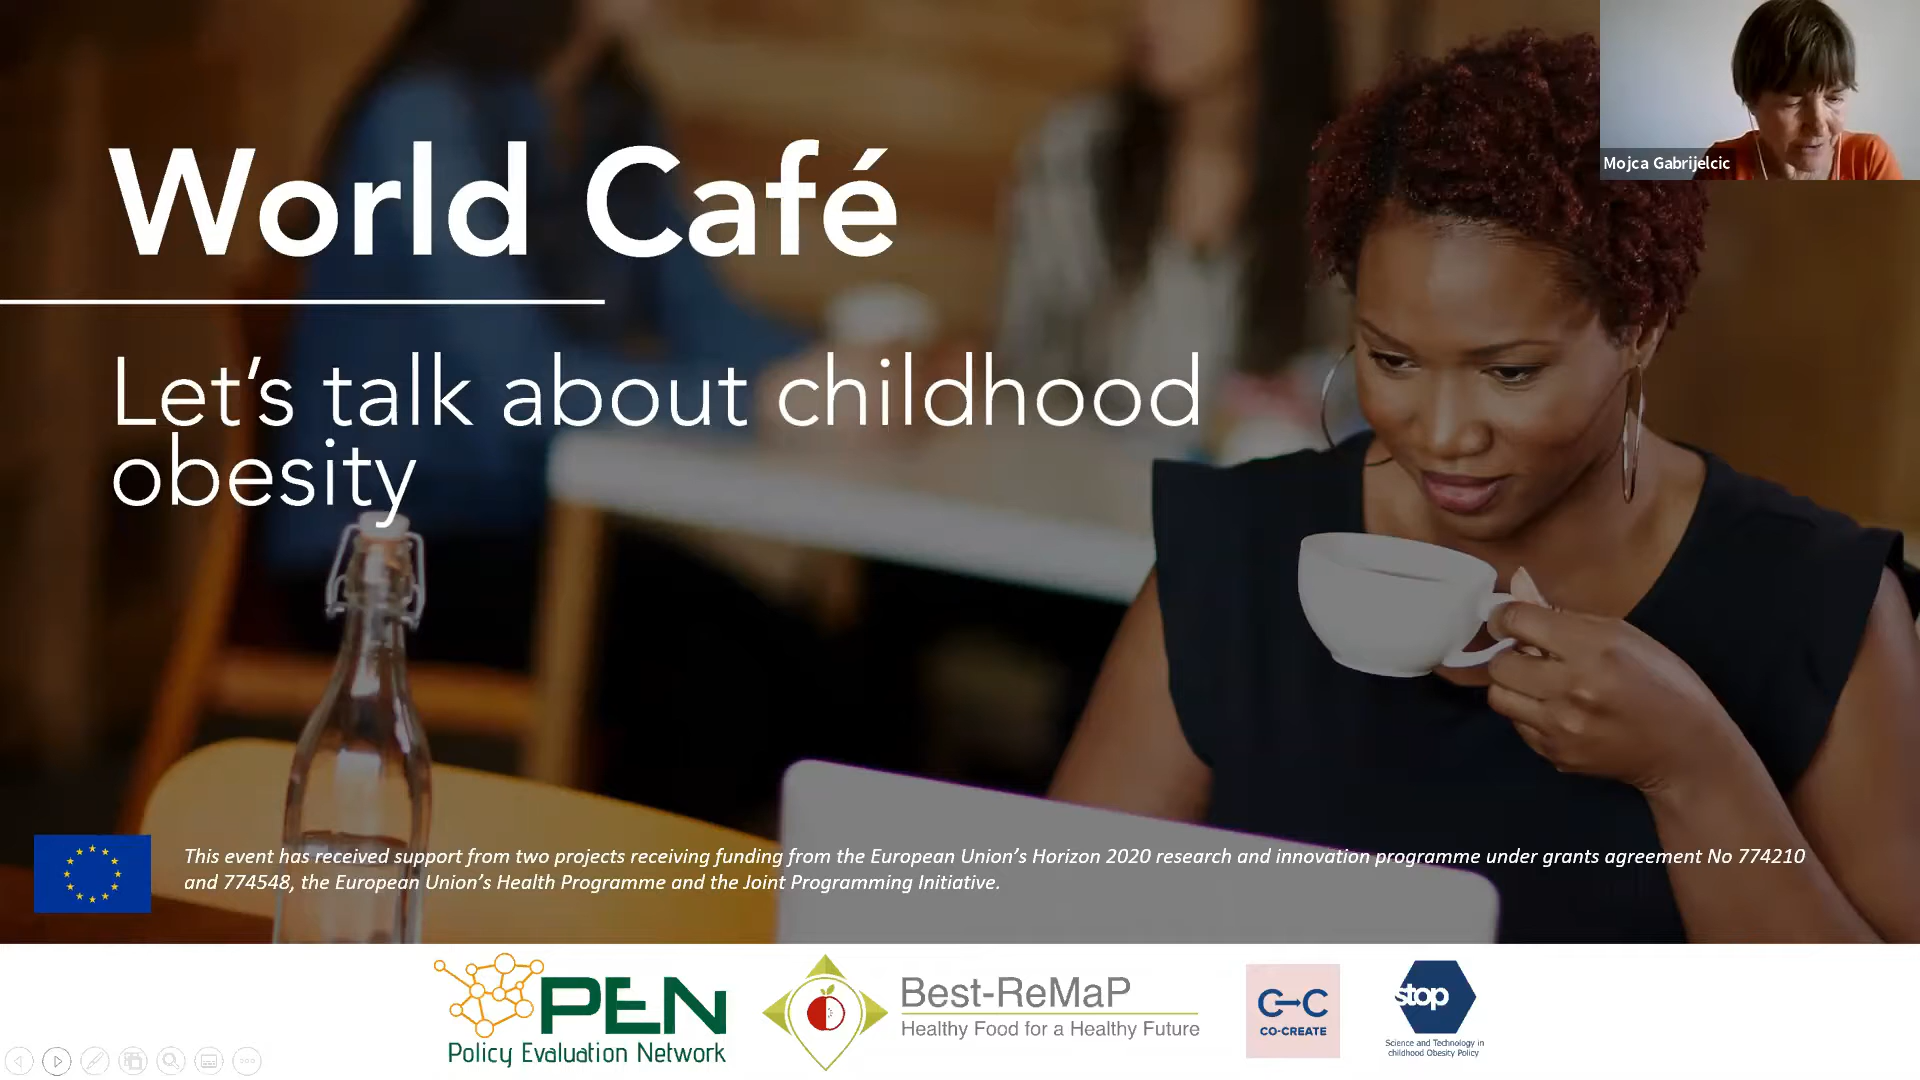 World Café
Mojca Gabrijelcic
Let’s talk about childhood
obesity
This event has received support from two projects receiving funding from the European Union’s Horizon 2020 research and innovation programme under grants agreement No 774210
and 774548, the European Union’s Health Programme and the Joint Programming Initiative.
PEN
Policy Evaluation Network
Best-ReMaP
Healthy Food for a Healthy Future
C C
CO-CREATE
stop
Science and Technology in
childhood Obesity Policy